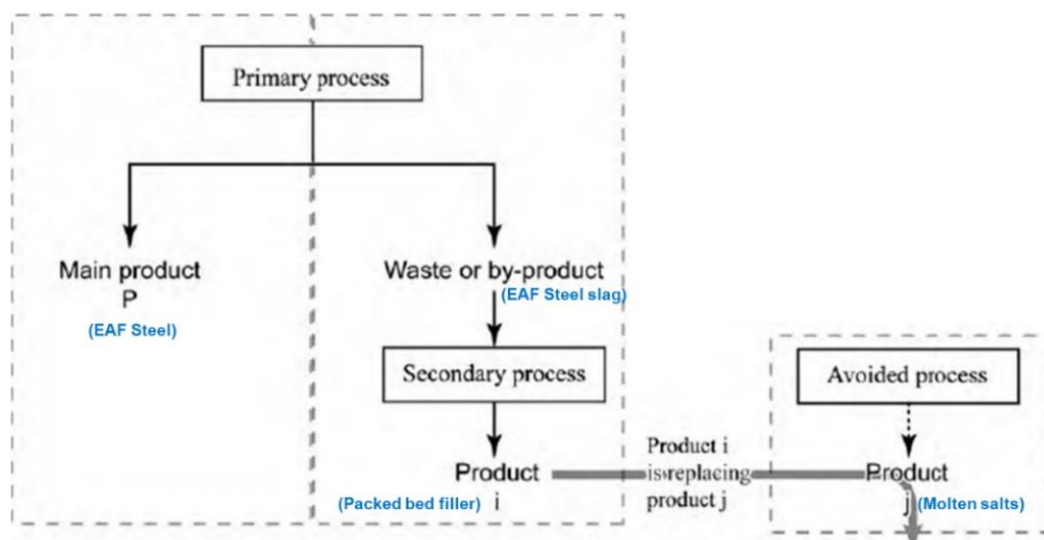 Primary process
Main product
P
(EAF Steel)
Waste or by-product
(EAF Steel slag)
Secondary process
Avoided process
Product
i
(Packed bed filler)
Product i
is replacing
product j
Product
j
(Molten salts)